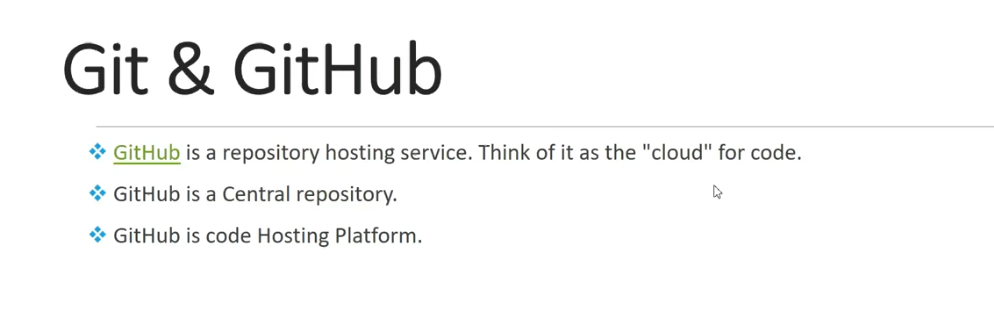 Git & GitHub
GitHub is a repository hosting service. Think of it as the "cloud" for code.
GitHub is a Central repository.
GitHub is code Hosting Platform.